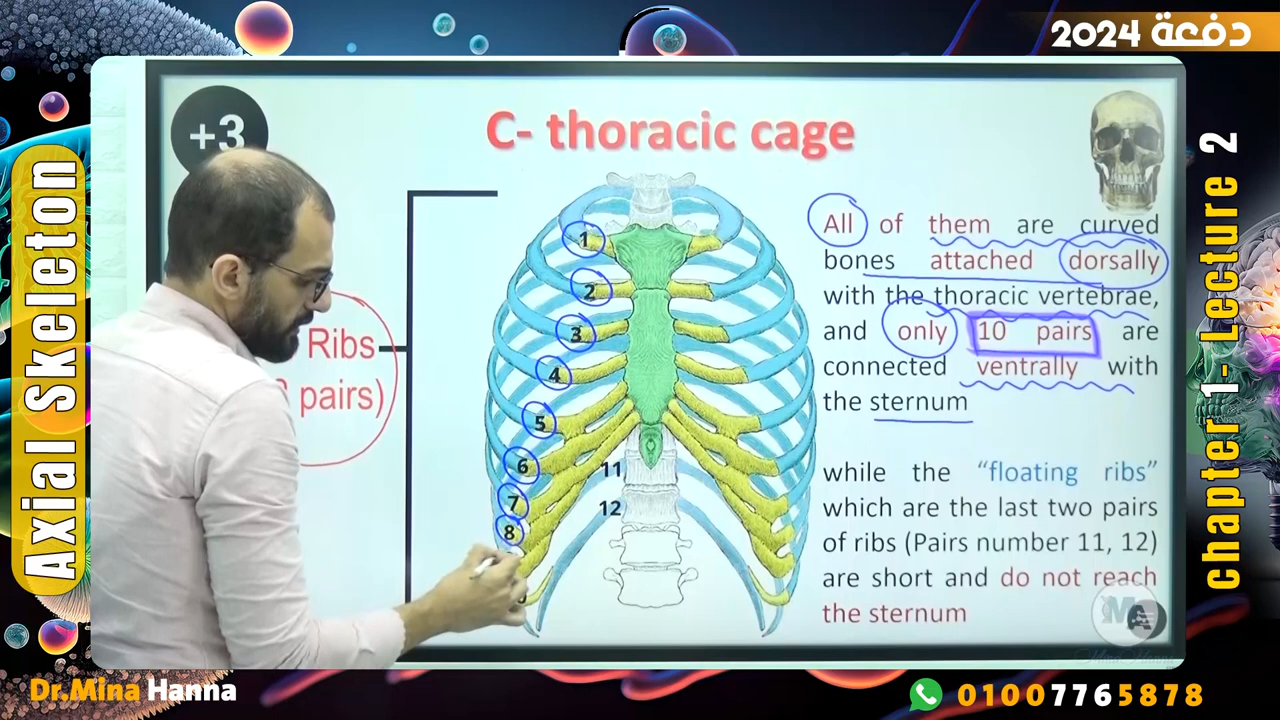 دفعة 2024
Axial Skeleton
chapter 1- Lecture 2
+3
C- thoracic cage
Ribs
pairs)
1
2
3
4
5
6
7
8
11
12
All of them are curved
bones attached dorsally
with the thoracic vertebrae,
and only 10 pairs are
connected ventrally with
the sternum
while the “floating ribs”
which are the last two pairs
of ribs (Pairs number 11, 12)
are short and do not reach
the sternum
MA
Dr.Mina Hanna
01007765878